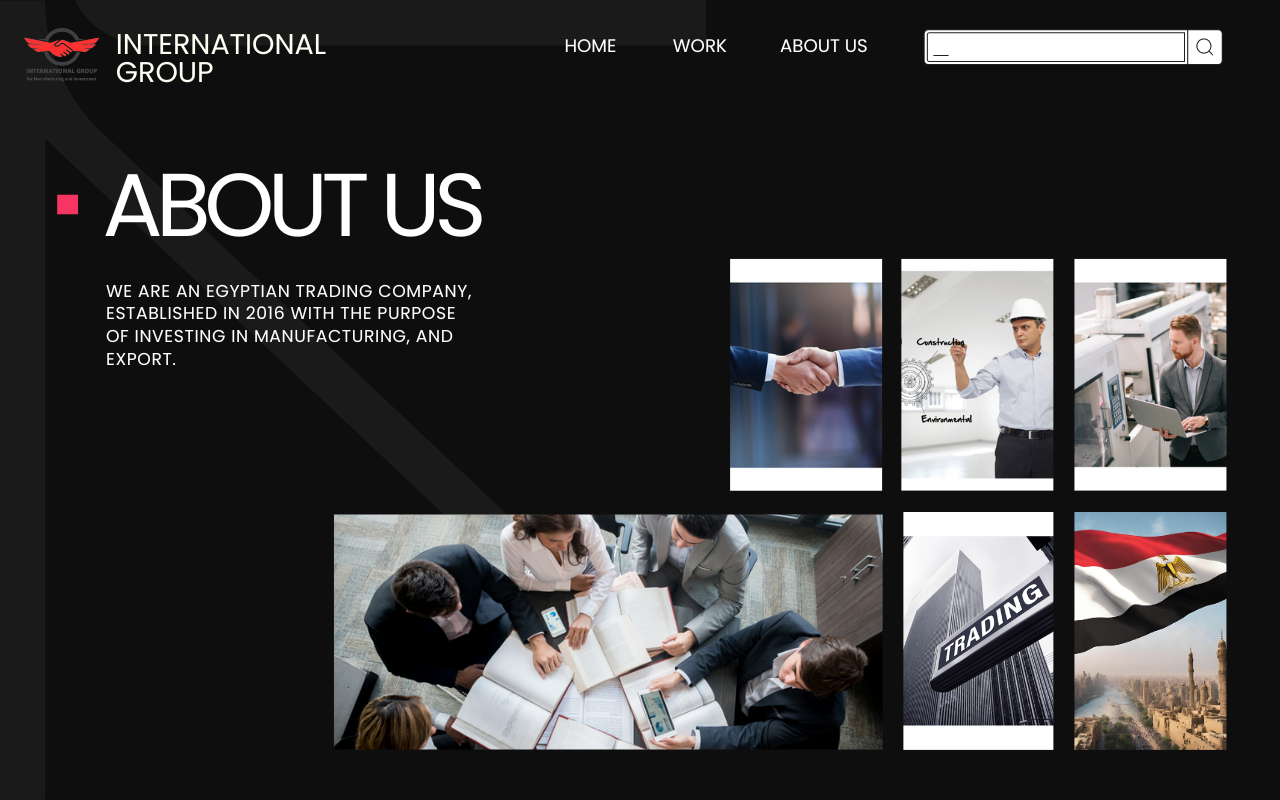 INTERNATIONAL GROUP
for Manufacturing and Investment
INTERNATIONAL
GROUP
HOME
WORK
ABOUT US
ABOUT US
WE ARE AN EGYPTIAN TRADING COMPANY,
ESTABLISHED IN 2016 WITH THE PURPOSE
OF INVESTING IN MANUFACTURING, AND
EXPORT.
Construction
Environmental
TRADING